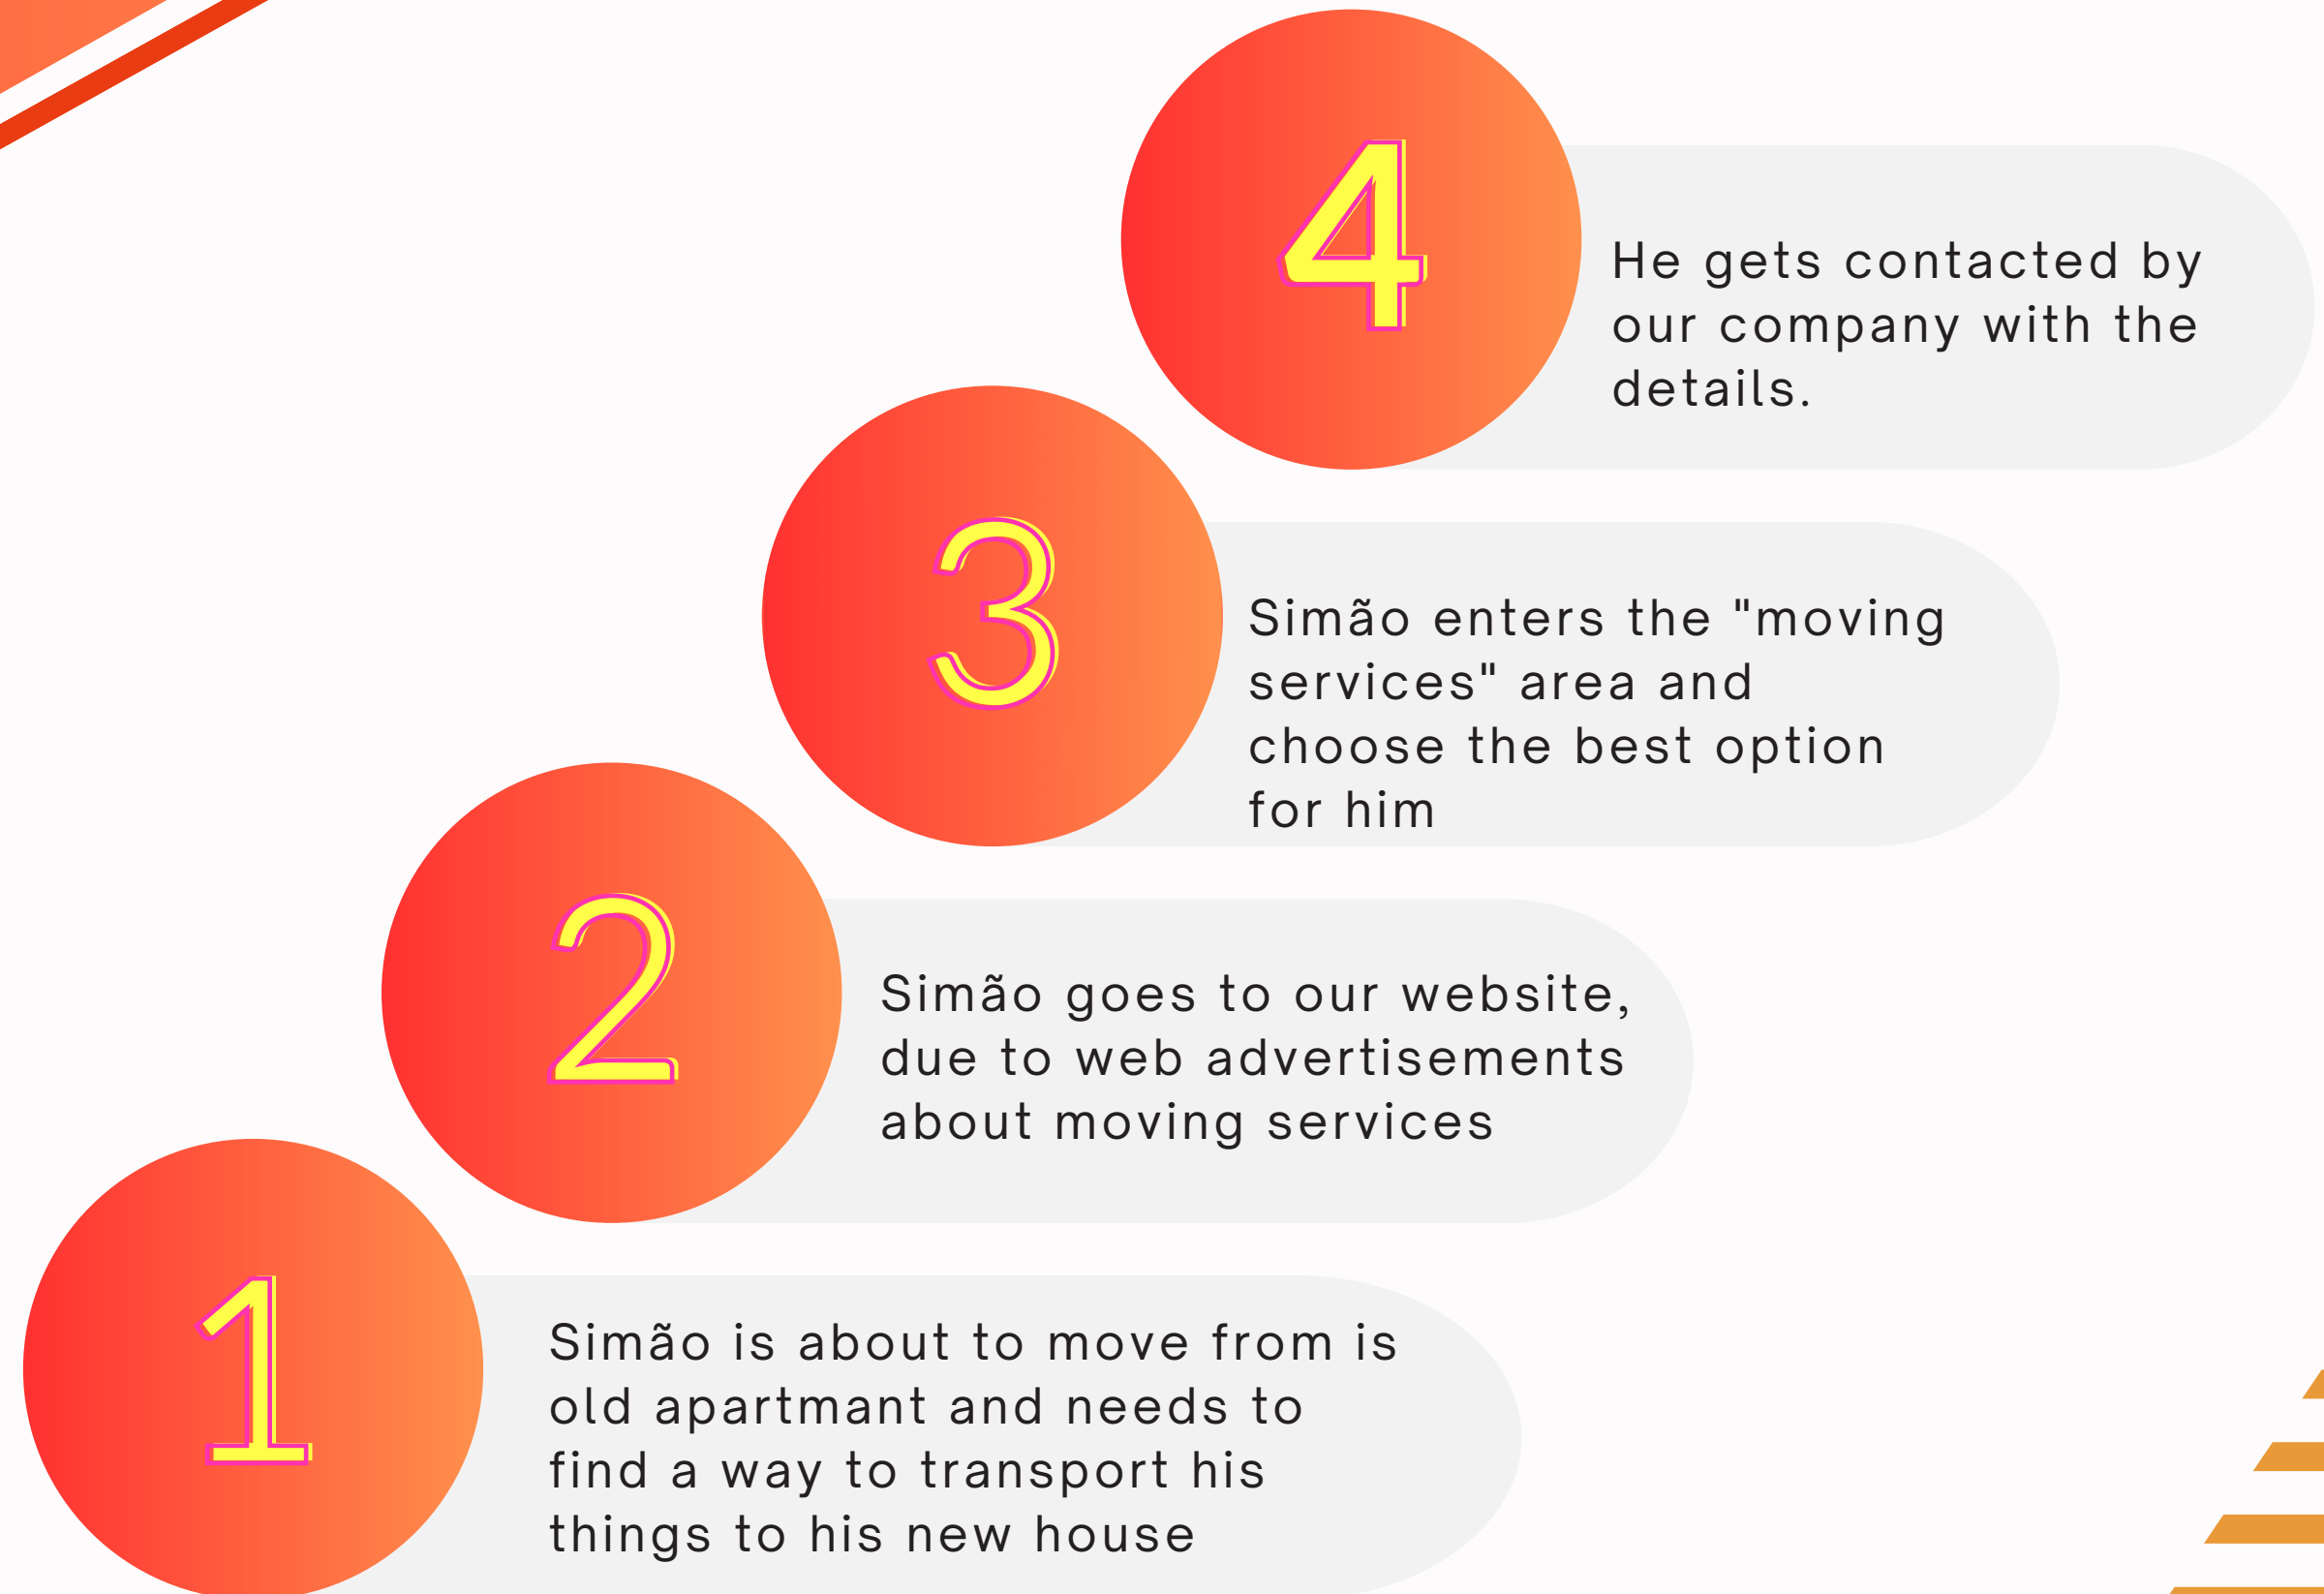 4
He gets contacted by
our company with the
details.
3
Simão enters the "moving
services" area and
choose the best option
for him
2
Simão goes to our website,
due to web advertisements
about moving services
1
Simão is about to move from is
old apartmant and needs to
find a way to transport his
things to his new house